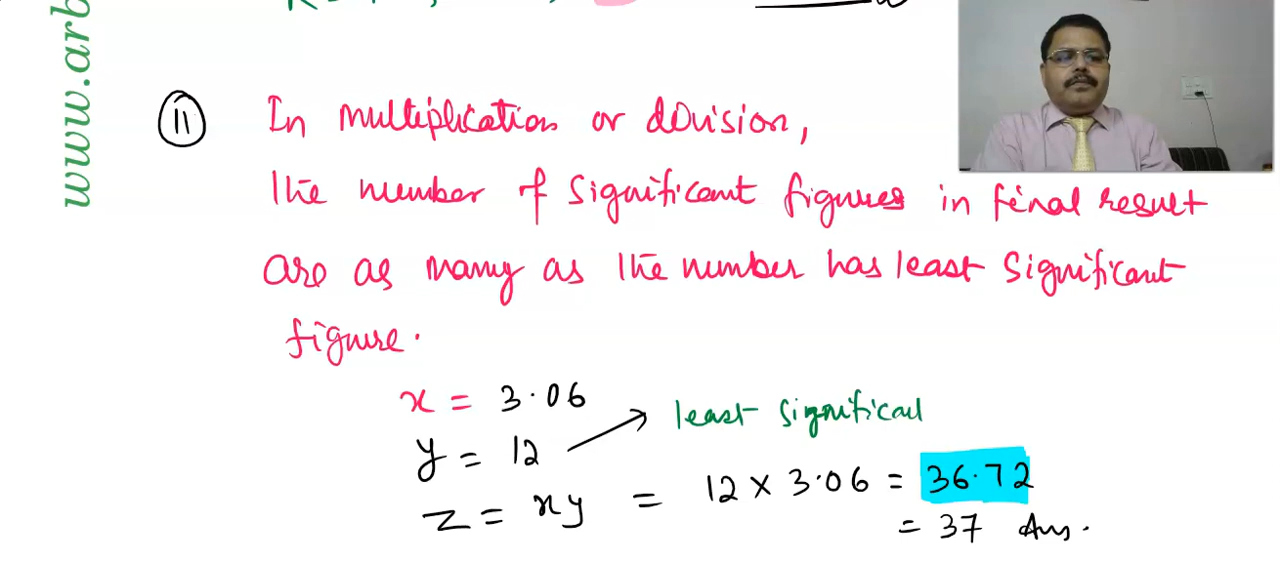 www.arb
11 In multiplication or division,
the number of significant figures in final result
are as many as the number has least significant
figure.
x = 3.06
y = 12 → least significant
z = xy = 12 × 3.06 = 36.72
= 37 Ans.